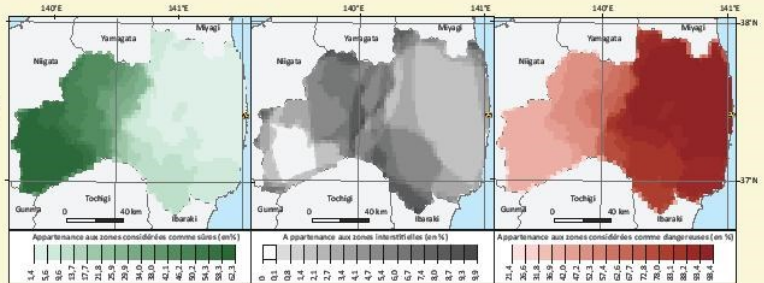 140°E 141°E 140°E 141°E 140°E 141°E
38°N
Miyagi Miyagi Miyagi
Yamagata Yamagata Yamagata
Niigata Niigata Niigata
37°N
Tochigi Tochigi Tochigi
Gunma Gunma Gunma
0 40 km 0 40 km 0 40 km
Ibaraki Ibaraki Ibaraki
Appartenance aux zones considérées comme sûres (en %)
1,4 5,6 9,6 13,7 17,7 21,8 25,9 29,9 34,0 38,0 42,1 46,2 50,2 54,3 58,3 62,3
Appartenance aux zones interstitielles (en %)
0 0,1 0,8 1,4 2,1 2,7 3,4 4,1 4,7 5,4 6,0 6,7 7,4 8,0 8,7 9,3 9,9
Appartenance aux zones considérées comme dangereuses (en %)
21,4 26,6 31,8 36,9 42,0 47,2 52,3 57,4 62,6 67,7 72,8 78,0 83,1 88,2 93,4 98,4